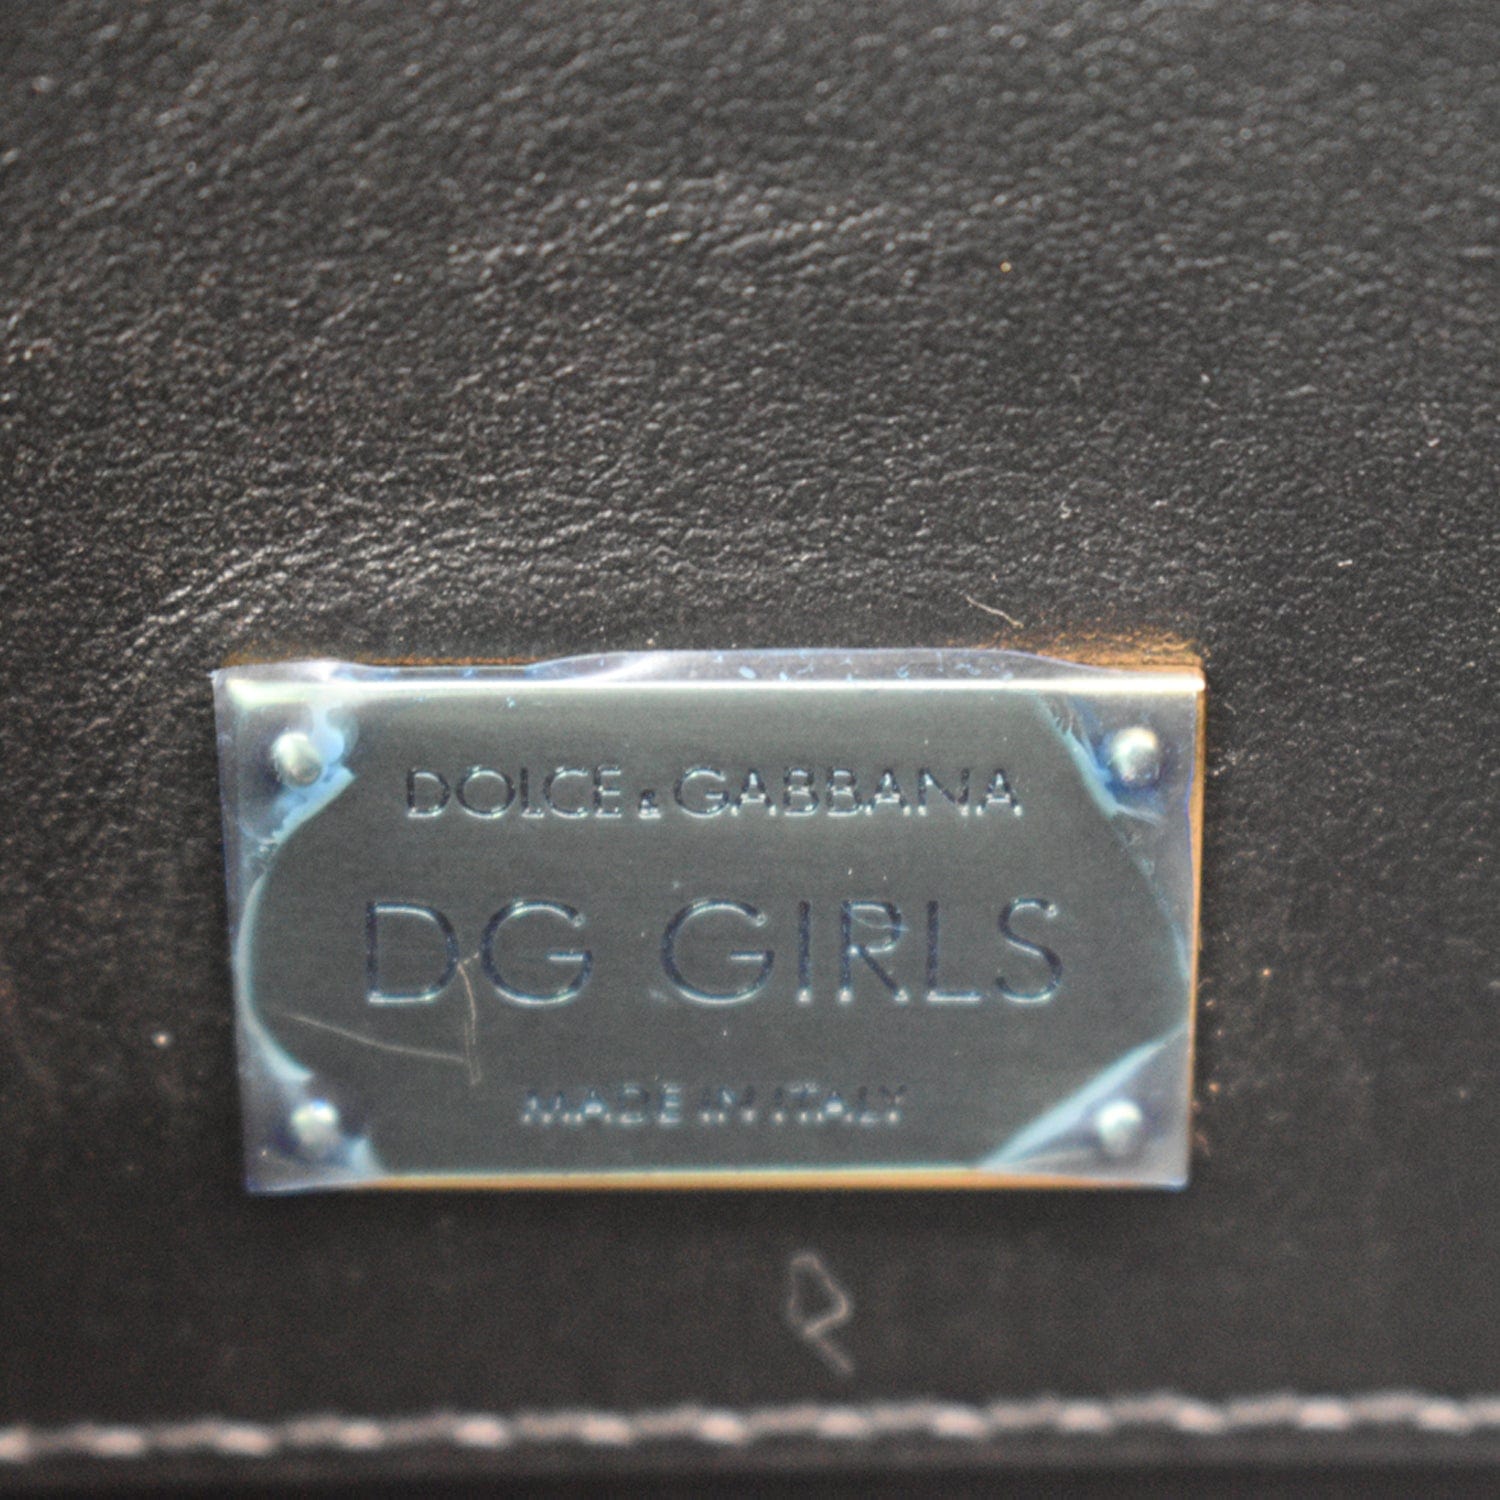 DOLCE & GABBANA
DG GIRLS
MADE IN ITALY